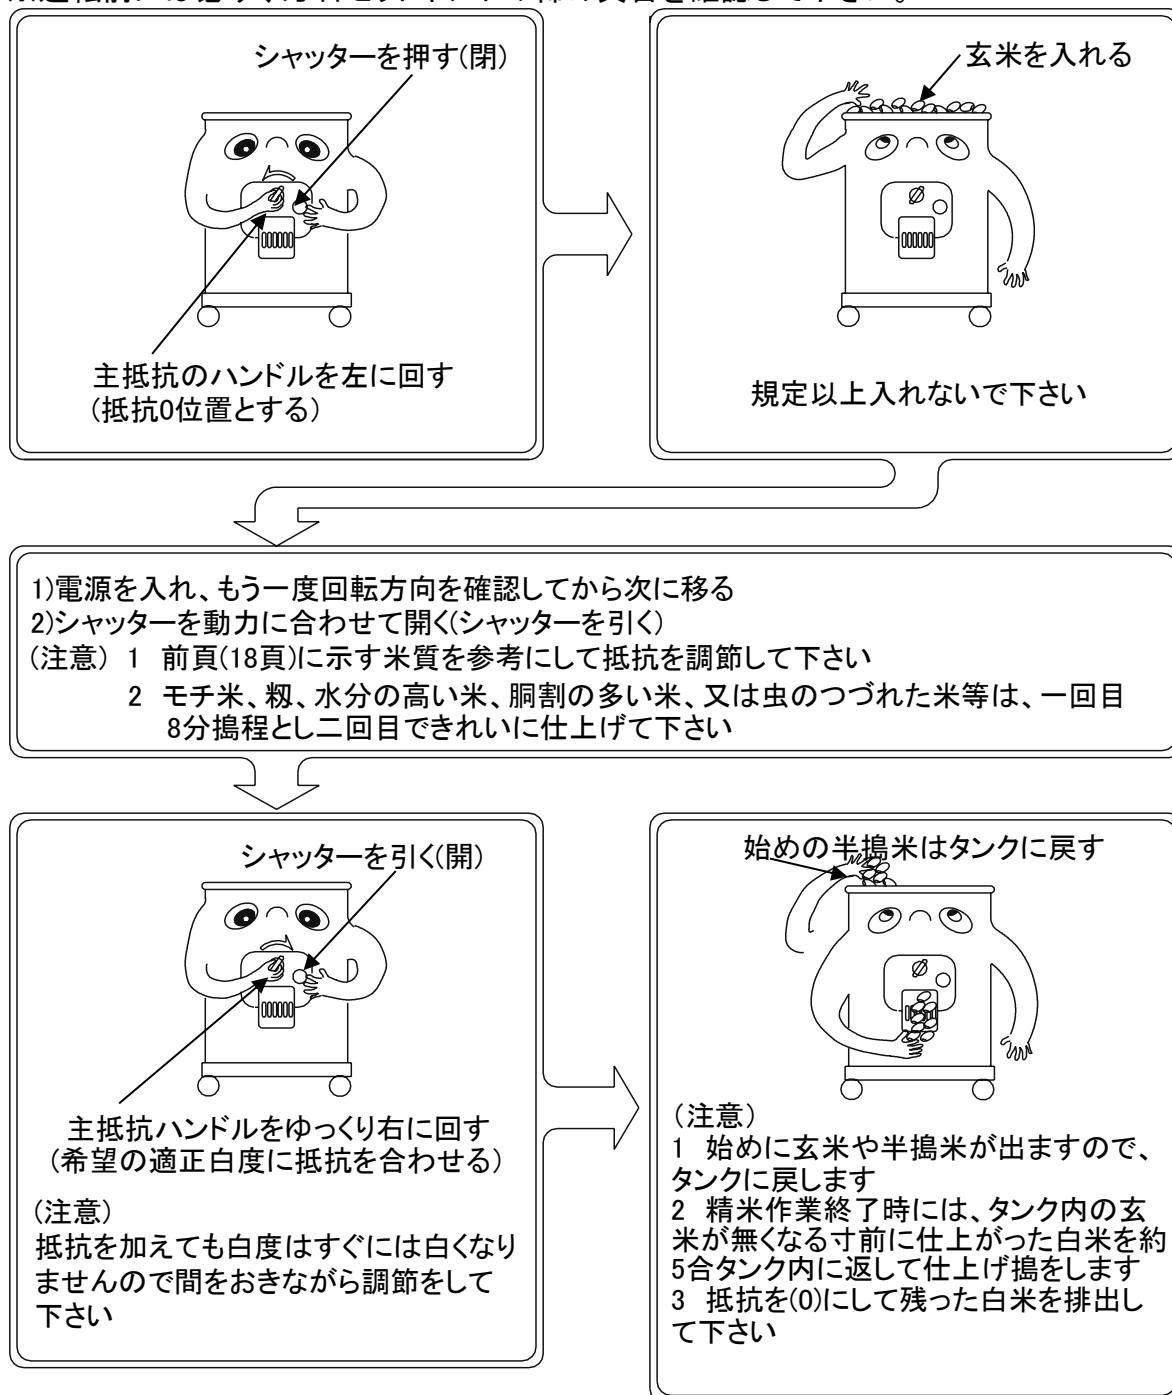 シャッターを押す(閉)
主抵抗のハンドルを左に回す
(抵抗0位置とする)
玄米を入れる
規定以上入れないで下さい
1)電源を入れ、もう一度回転方向を確認してから次に移る
2)シャッターを動力に合わせて開く(シャッターを引く)
(注意) 1 前頁(18頁)に示す米質を参考にして抵抗を調節して下さい
2 モチ米、籾、水分の高い米、胴割の多い米、又は虫のつづれた米等は、一回目
8分搗程とし二回目できれいに仕上げて下さい
シャッターを引く(開)
主抵抗ハンドルをゆっくり右に回す
(希望の適正白度に抵抗を合わせる)
(注意)
抵抗を加えても白度はすぐには白くなり
ませんので間をおきながら調節をして
下さい
始めの半搗米はタンクに戻す
(注意)
1 始めに玄米や半搗米が出ますので、
タンクに戻します
2 精米作業終了時には、タンク内の玄
米が無くなる寸前に仕上がった白米を約
5合タンク内に返して仕上げ搗をします
3 抵抗を(0)にして残った白米を排出し
て下さい